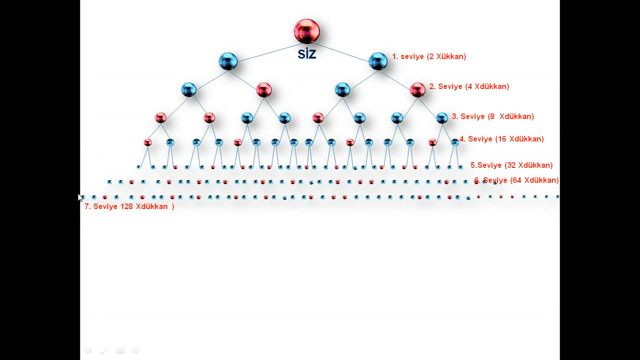 SİZ
1. seviye (2 Xükkan)
2. Seviye (4 Xdükkan)
3. Seviye (8 Xdükkan)
4. Seviye (16 Xdükkan)
5.Seviye (32 Xdükkan)
6. Seviye (64 Xdükkan)
7. Seviye 128 Xdükkan )